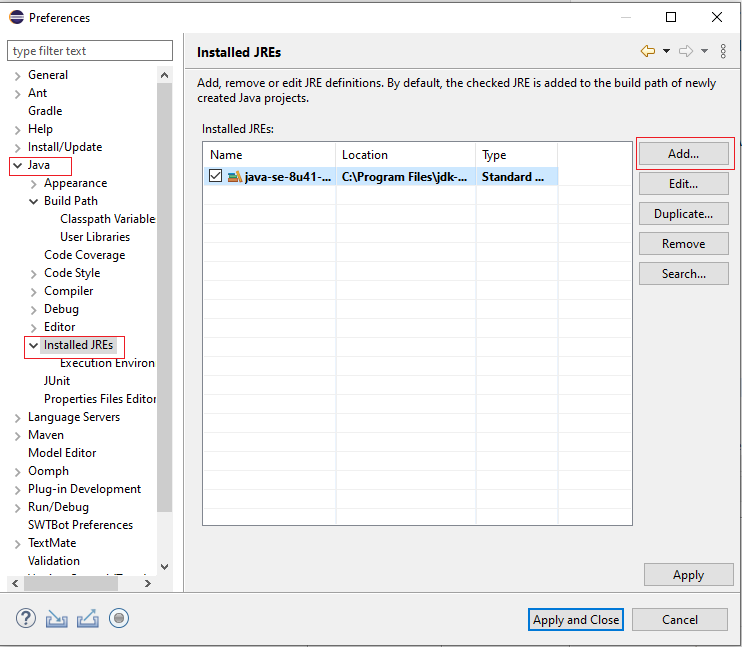 Preferences
type filter text
General
Ant
Gradle
Help
Install/Update
Java
Appearance
Build Path
Classpath Variable
User Libraries
Code Coverage
Code Style
Compiler
Debug
Editor
Installed JREs
Execution Environ
JUnit
Properties Files Editor
Language Servers
Maven
Model Editor
Oomph
Plug-in Development
Run/Debug
SWTBot Preferences
TextMate
Validation
Installed JREs
Add, remove or edit JRE definitions. By default, the checked JRE is added to the build path of newly
created Java projects.
Installed JREs:
Name Location Type
java-se-8u41-... C:\Program Files\jdk-... Standard ...
Add...
Edit...
Duplicate...
Remove
Search...
Apply
?
Apply and Close Cancel